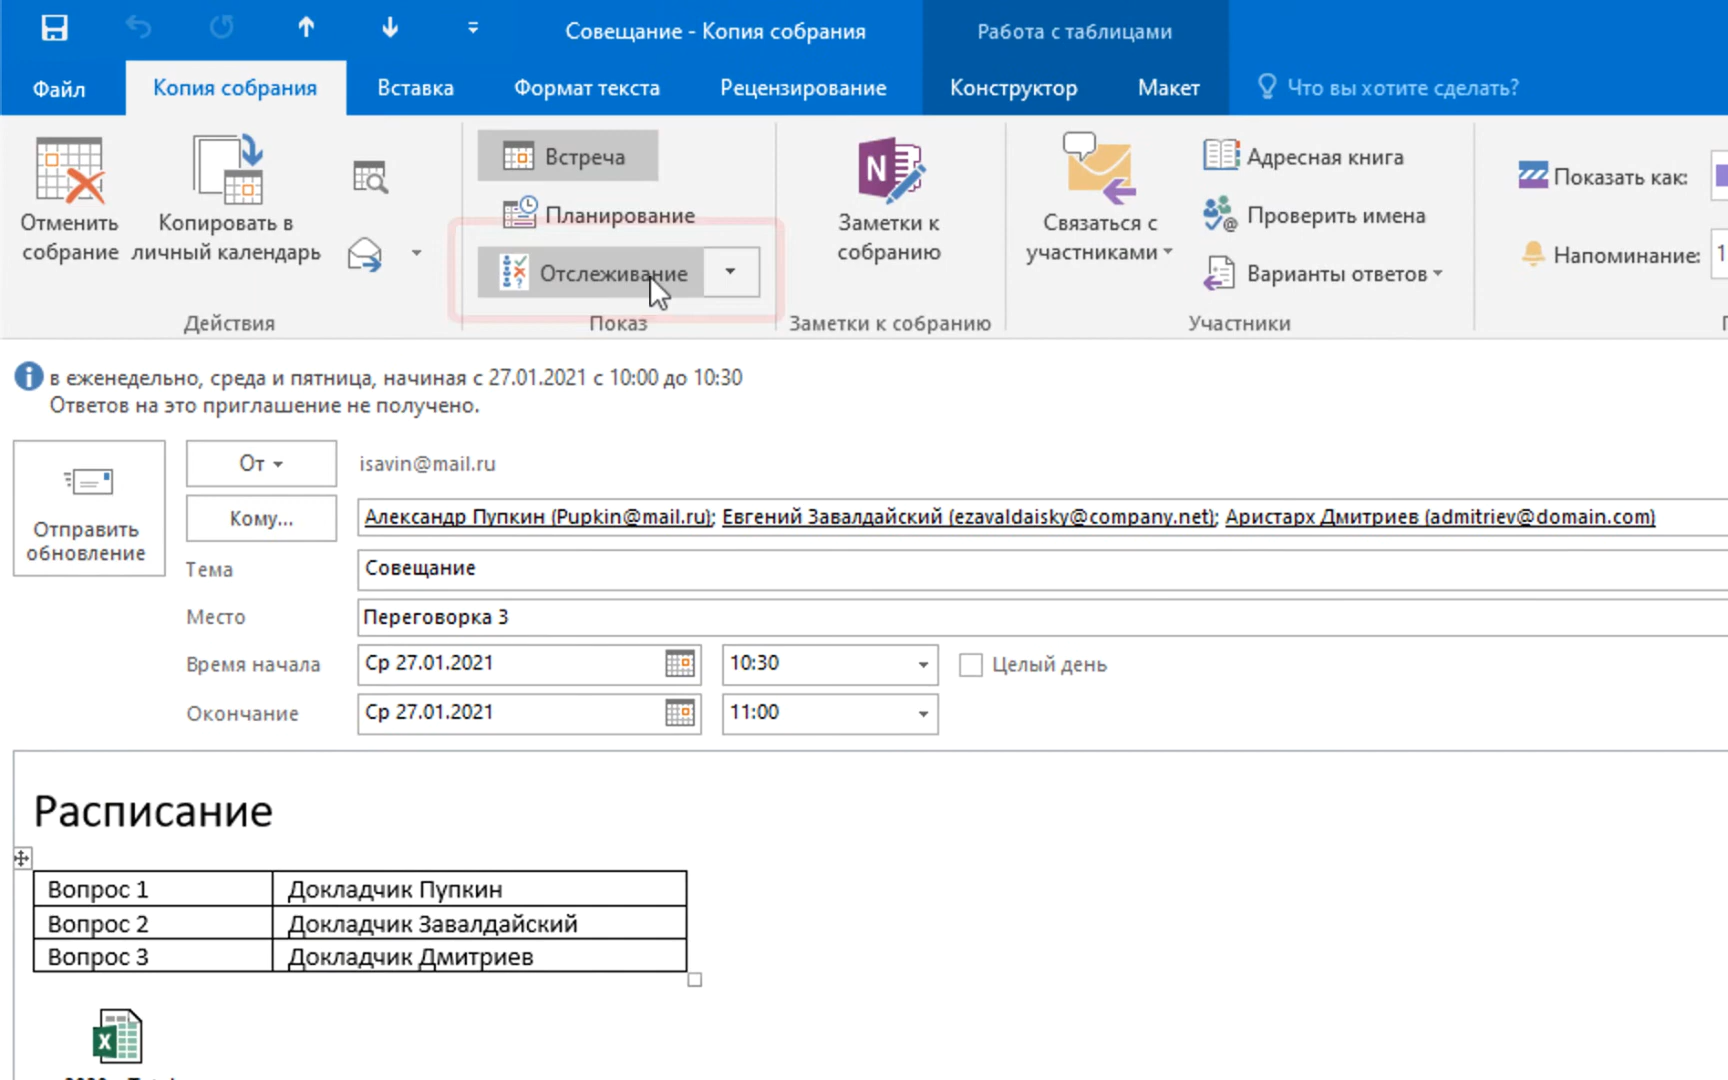 Совещание - Копия собрания
Работа с таблицами
Файл
Копия собрания
Вставка
Формат текста
Рецензирование
Конструктор
Макет
Что вы хотите сделать?
Отменить
собрание
Копировать в
личный календарь
Действия
Встреча
Планирование
Отслеживание
Показ
Заметки к
собранию
Заметки к собранию
Связаться с
участниками
Адресная книга
Проверить имена
Варианты ответов
Участники
Показать как:
Напоминание:
в еженедельно, среда и пятница, начиная с 27.01.2021 с 10:00 до 10:30
Ответов на это приглашение не получено.
Отправить
обновление
От
isavin@mail.ru
Кому...
Александр Пупкин (Pupkin@mail.ru); Евгений Завалдайский (ezavaldaisky@company.net); Аристарх Дмитриев (admitriev@domain.com)
Тема
Совещание
Место
Переговорка 3
Время начала
Ср 27.01.2021
10:30
Целый день
Окончание
Ср 27.01.2021
11:00
Расписание
Вопрос 1
Докладчик Пупкин
Вопрос 2
Докладчик Завалдайский
Вопрос 3
Докладчик Дмитриев